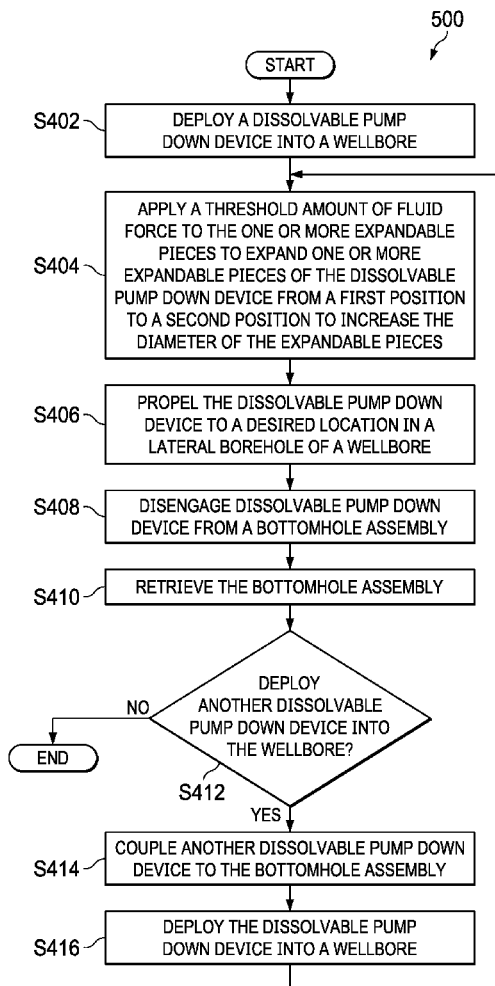 500
START
S402
DEPLOY A DISSOLVABLE PUMP
DOWN DEVICE INTO A WELLBORE
S404
APPLY A THRESHOLD AMOUNT OF FLUID
FORCE TO THE ONE OR MORE EXPANDABLE
PIECES TO EXPAND ONE OR MORE
EXPANDABLE PIECES OF THE DISSOLVABLE
PUMP DOWN DEVICE FROM A FIRST POSITION
TO A SECOND POSITION TO INCREASE THE
DIAMETER OF THE EXPANDABLE PIECES
S406
PROPEL THE DISSOLVABLE PUMP DOWN
DEVICE TO A DESIRED LOCATION IN A
LATERAL BOREHOLE OF A WELLBORE
S408
DISENGAGE DISSOLVABLE PUMP DOWN
DEVICE FROM A BOTTOMHOLE ASSEMBLY
S410
RETRIEVE THE BOTTOMHOLE ASSEMBLY
DEPLOY
ANOTHER DISSOLVABLE
PUMP DOWN DEVICE INTO
THE WELLBORE?
NO
END
S412
YES
S414
COUPLE ANOTHER DISSOLVABLE PUMP DOWN
DEVICE TO THE BOTTOMHOLE ASSEMBLY
S416
DEPLOY THE DISSOLVABLE PUMP
DOWN DEVICE INTO A WELLBORE